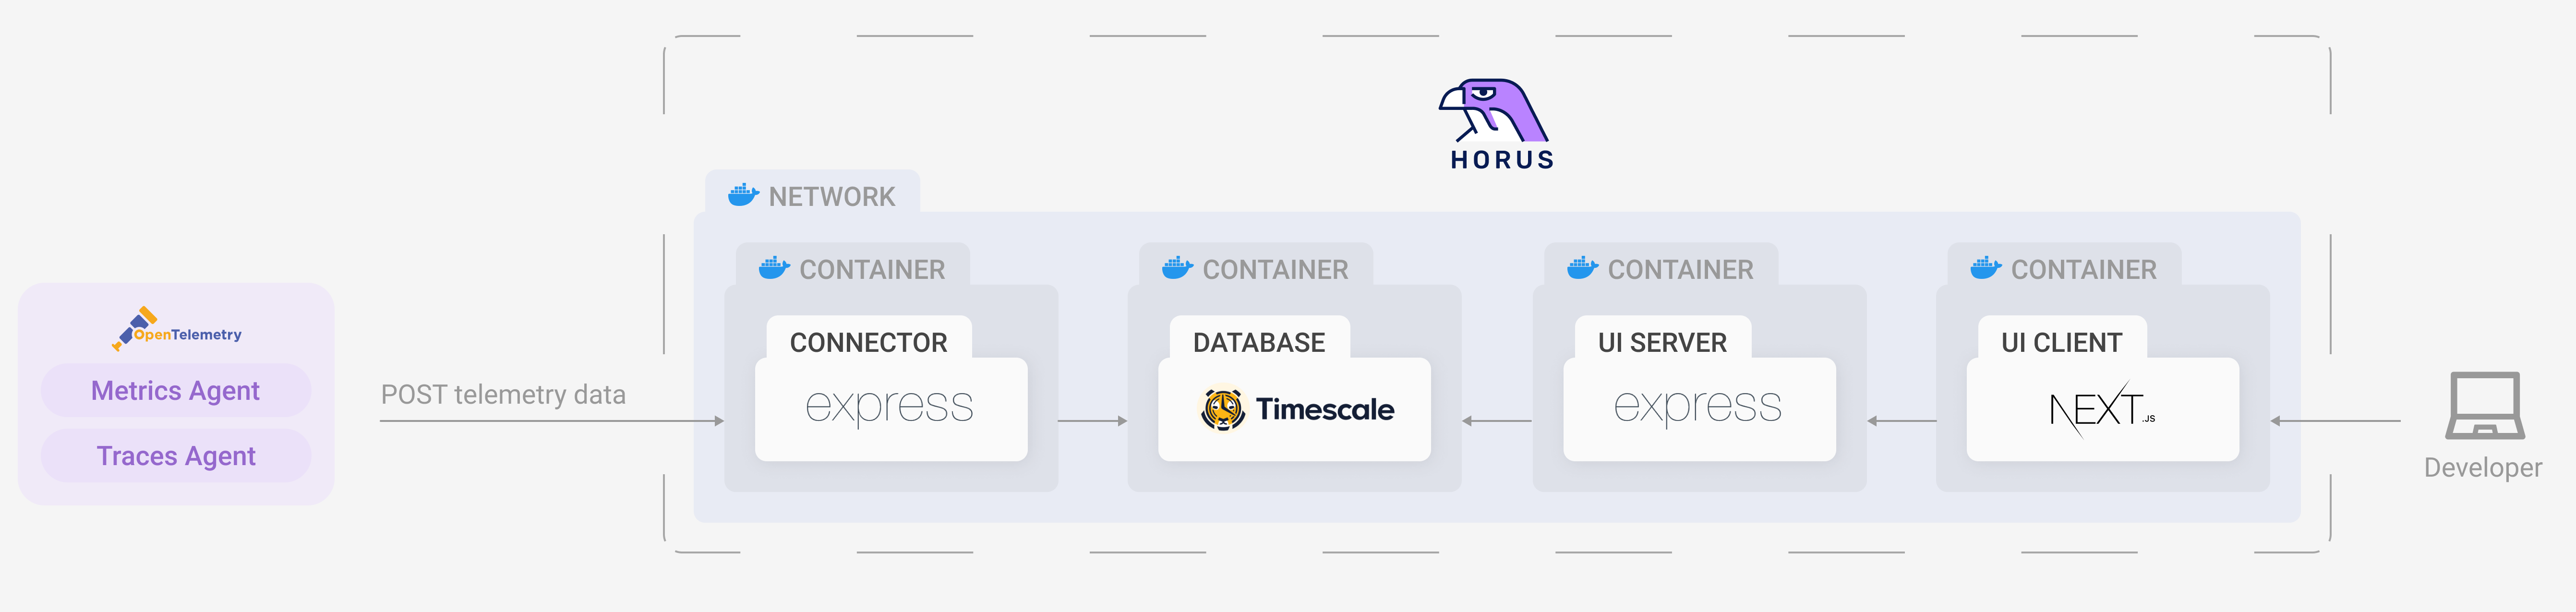 HORUS
NETWORK
CONTAINER
CONTAINER
CONTAINER
CONTAINER
OpenTelemetry
Metrics Agent
Traces Agent
POST telemetry data
CONNECTOR
express
DATABASE
Timescale
UI SERVER
express
UI CLIENT
NEXT.JS
Developer